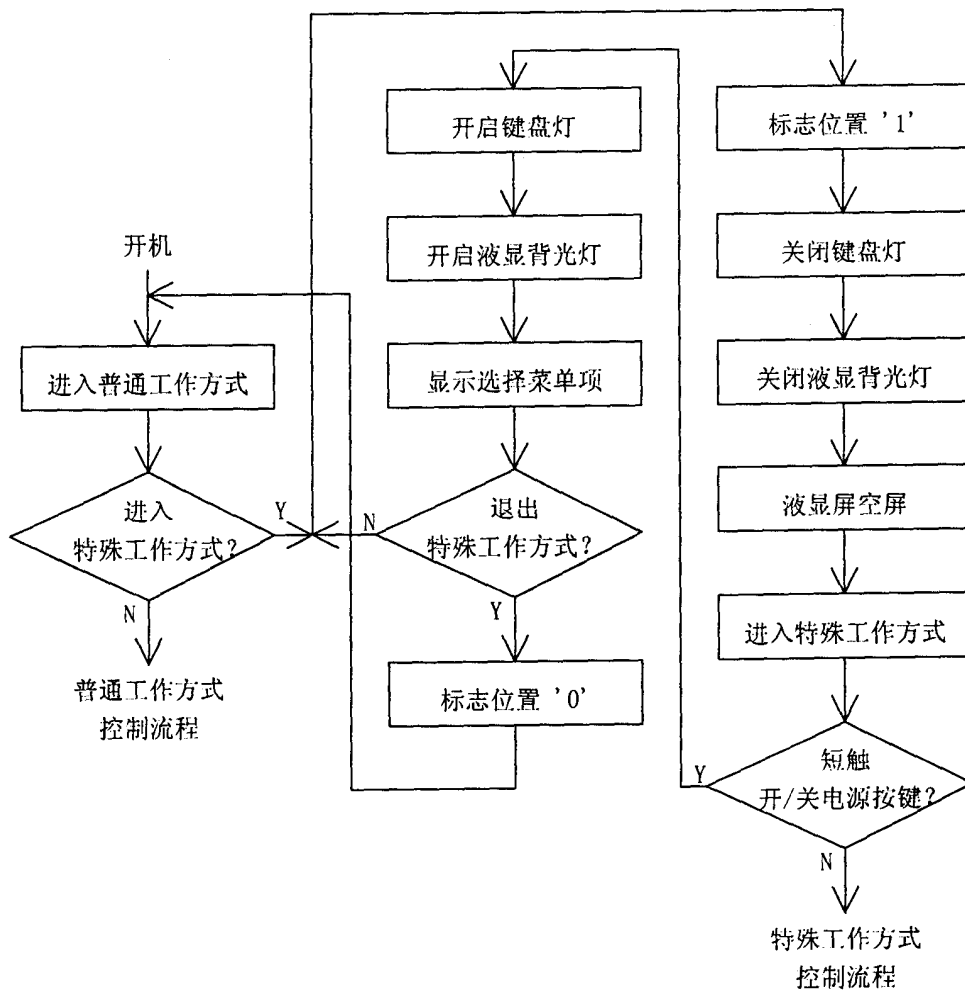 开机
进入普通工作方式
进入
特殊工作方式?
Y
N
普通工作方式
控制流程
开启键盘灯
开启液显背光灯
显示选择菜单项
退出
特殊工作方式?
N
Y
标志位置 '0'
标志位置 '1'
关闭键盘灯
关闭液显背光灯
液显屏空屏
进入特殊工作方式
短触
开/关电源按键?
Y
N
特殊工作方式
控制流程